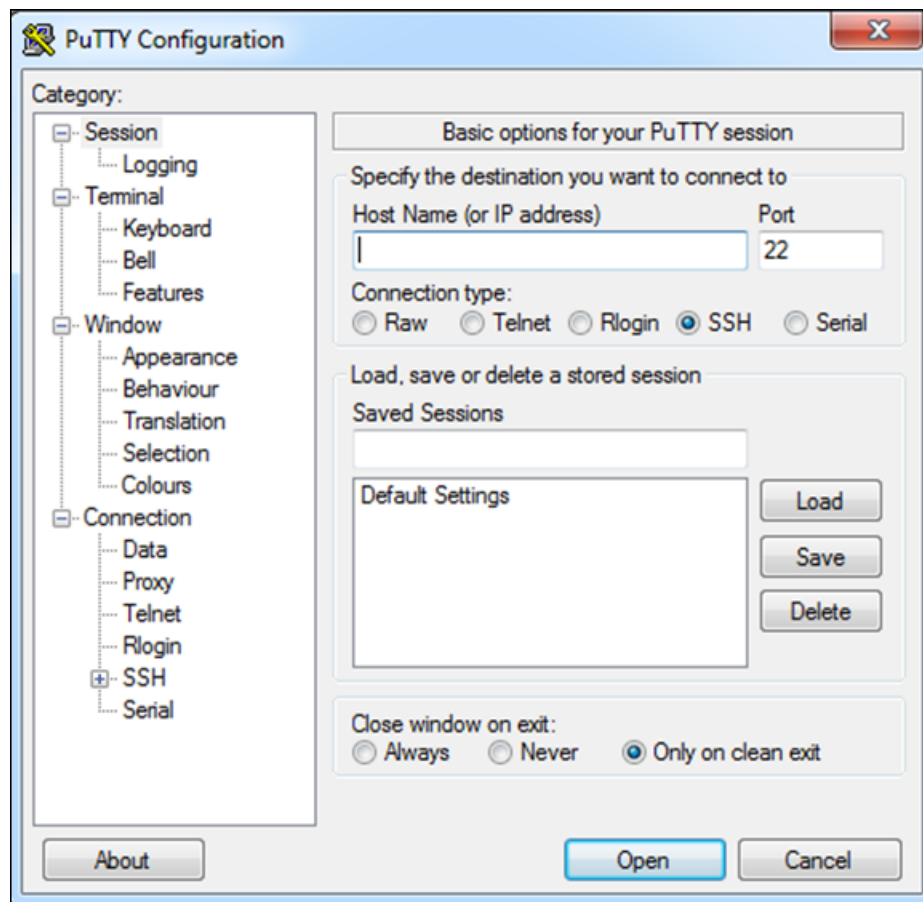 PuTTY Configuration
Category:
Session
Logging
Terminal
Keyboard
Bell
Features
Window
Appearance
Behaviour
Translation
Selection
Colours
Connection
Data
Proxy
Telnet
Rlogin
SSH
Serial
Basic options for your PuTTY session
Specify the destination you want to connect to
Host Name (or IP address) Port
22
Connection type:
Raw Telnet Rlogin SSH Serial
Load, save or delete a stored session
Saved Sessions
Default Settings
Load
Save
Delete
Close window on exit:
Always Never Only on clean exit
About Open Cancel